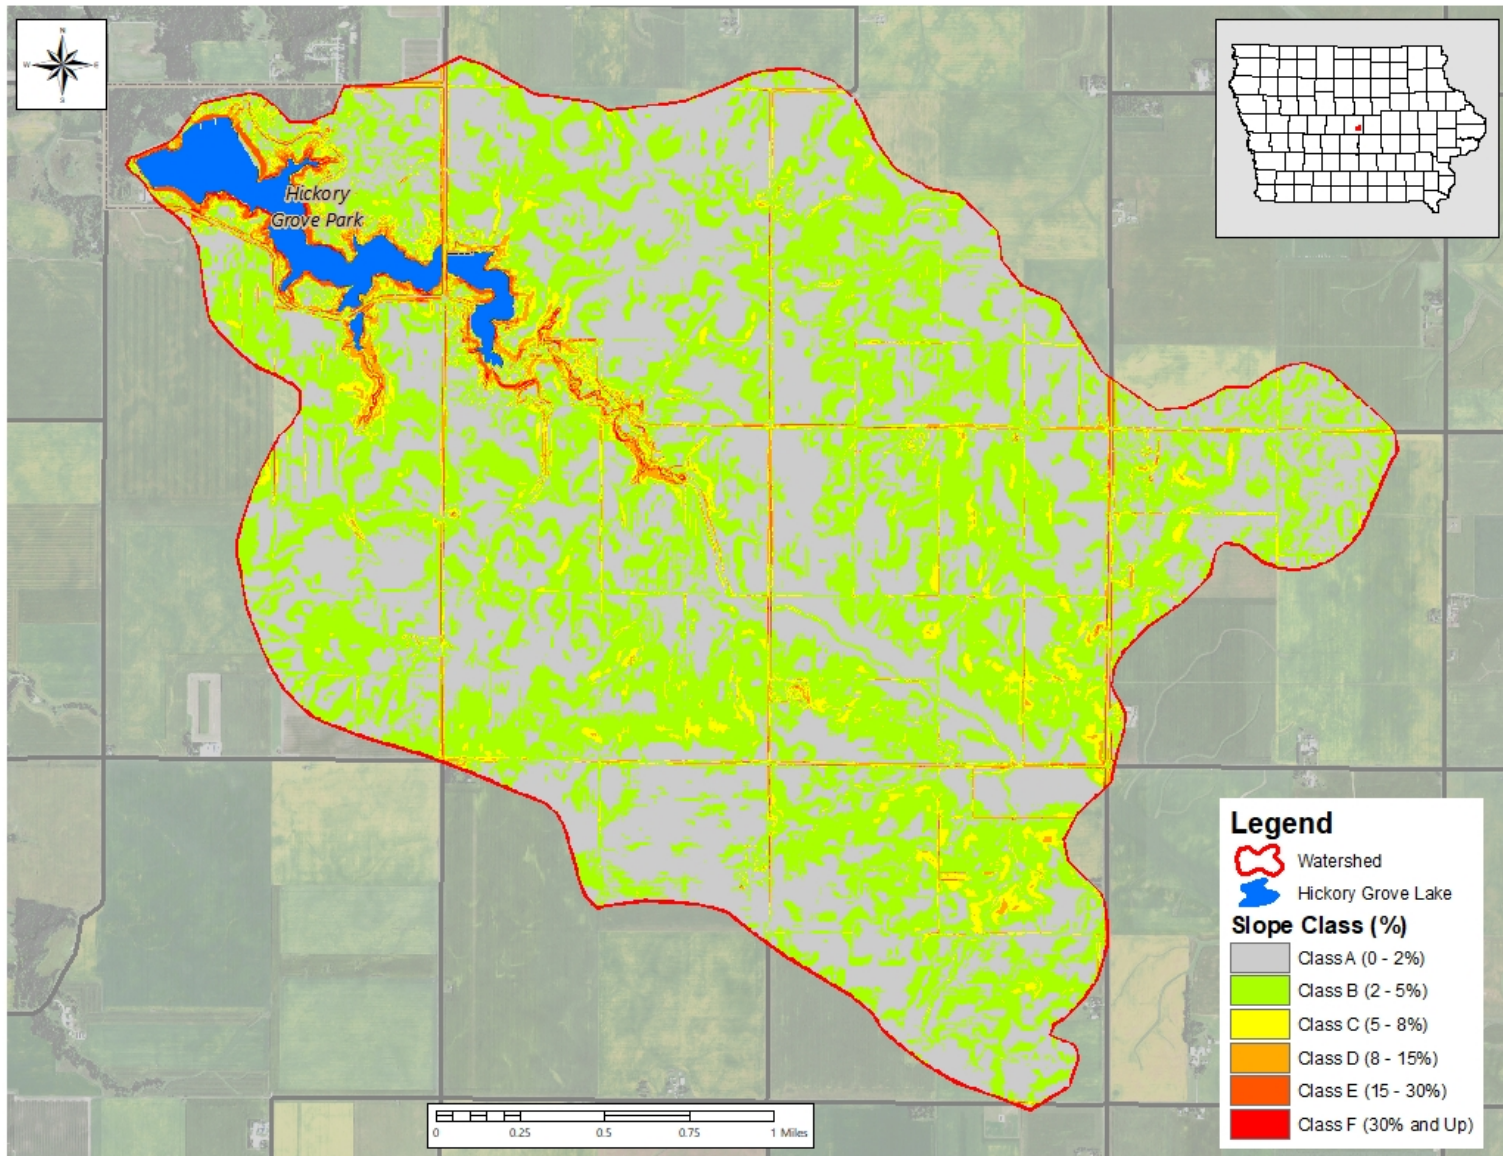 N
W E
S
Hickory
Grove Park
Legend
Watershed
Hickory Grove Lake
Slope Class (%)
Class A (0 - 2%)
Class B (2 - 5%)
Class C (5 - 8%)
Class D (8 - 15%)
Class E (15 - 30%)
Class F (30% and Up)
0 0.25 0.5 0.75 1 Miles